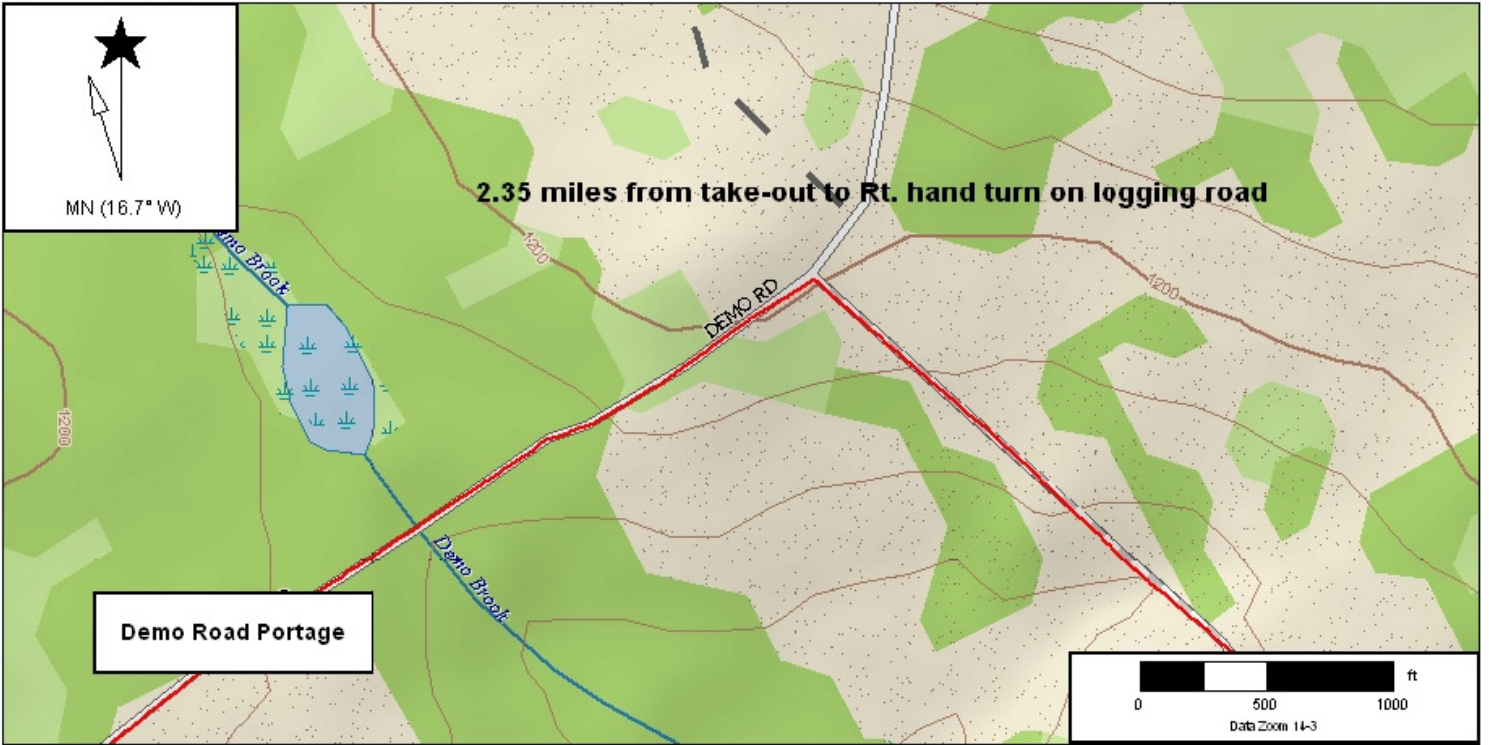 MN (16.7° W)
2.35 miles from take-out to Rt. hand turn on logging road
Brook
1200
1200
DEMO RD
1200
Demo Brook
Demo Road Portage
ft
0 500 1000
Data Zoom 14-3